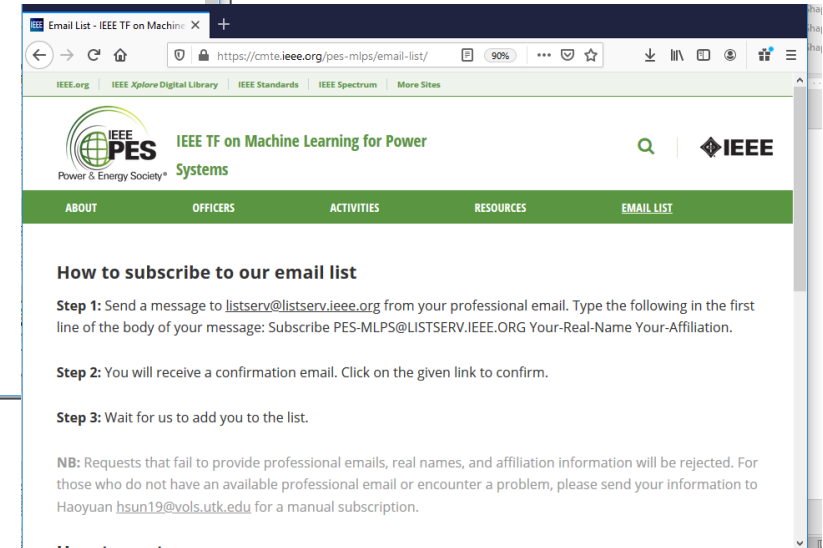 Email List - IEEE TF on Machine
https://cmte.ieee.org/pes-mlps/email-list/
90%
IEEE.org
IEEE Xplore Digital Library
IEEE Standards
IEEE Spectrum
More Sites
IEEE
PES
Power & Energy Society®
IEEE TF on Machine Learning for Power
Systems
IEEE
ABOUT
OFFICERS
ACTIVITIES
RESOURCES
EMAIL LIST
How to subscribe to our email list
Step 1: Send a message to listserv@listserv.ieee.org from your professional email. Type the following in the first
line of the body of your message: Subscribe PES-MLPS@LISTSERV.IEEE.ORG Your-Real-Name Your-Affiliation.
Step 2: You will receive a confirmation email. Click on the given link to confirm.
Step 3: Wait for us to add you to the list.
NB: Requests that fail to provide professional emails, real names, and affiliation information will be rejected. For
those who do not have an available professional email or encounter a problem, please send your information to
Haoyuan hsun19@vols.utk.edu for a manual subscription.